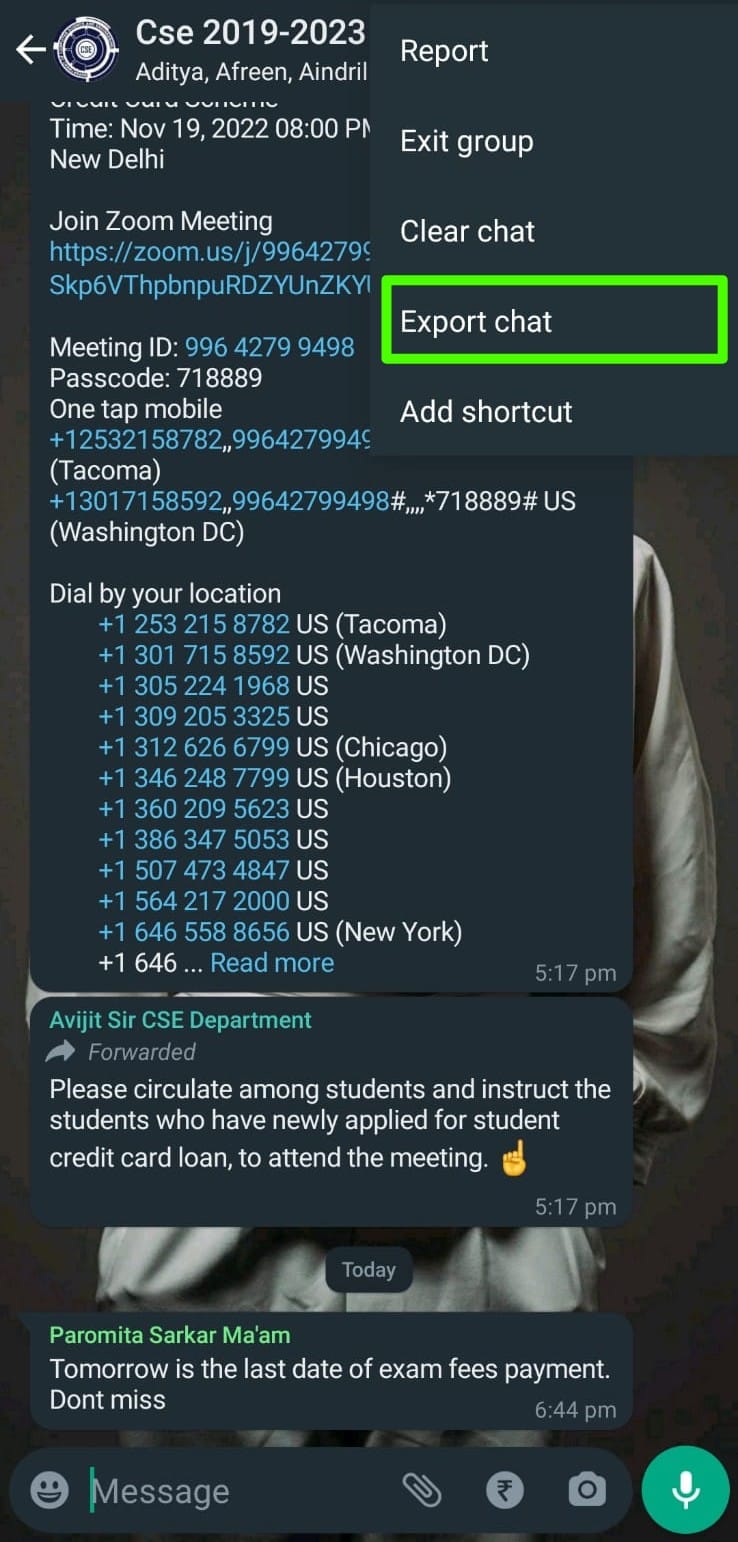 Cse 2019-2023
Aditya, Afreen, Aindril
Report
Exit group
Clear chat
Export chat
Add shortcut
Credit Card Scheme
Time: Nov 19, 2022 08:00 PM
New Delhi
Join Zoom Meeting
https://zoom.us/j/99642799
Skp6VThpbnpuRDZYUnZKYU
Meeting ID: 996 4279 9498
Passcode: 718889
One tap mobile
+12532158782,,9964279949
(Tacoma)
+13017158592,,99642799498#,,,,*718889# US
(Washington DC)
Dial by your location
+1 253 215 8782 US (Tacoma)
+1 301 715 8592 US (Washington DC)
+1 305 224 1968 US
+1 309 205 3325 US
+1 312 626 6799 US (Chicago)
+1 346 248 7799 US (Houston)
+1 360 209 5623 US
+1 386 347 5053 US
+1 507 473 4847 US
+1 564 217 2000 US
+1 646 558 8656 US (New York)
+1 646 ... Read more
5:17 pm
Avijit Sir CSE Department
Forwarded
Please circulate among students and instruct the
students who have newly applied for student
credit card loan, to attend the meeting. ☝
5:17 pm
Today
Paromita Sarkar Ma'am
Tomorrow is the last date of exam fees payment.
Dont miss
6:44 pm
Message